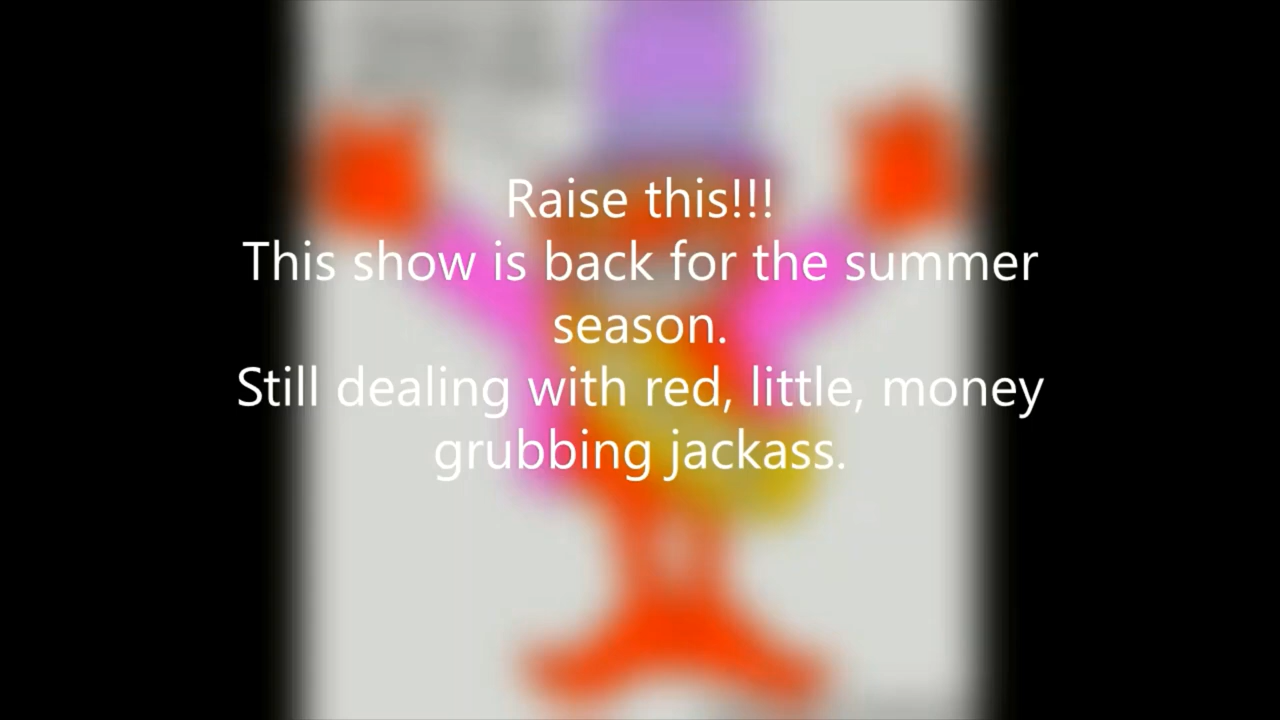 Raise this!!!
This show is back for the summer
season.
Still dealing with red, little, money
grubbing jackass.